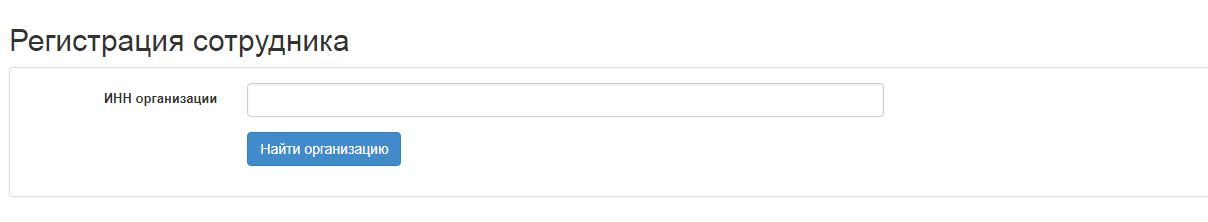 Регистрация сотрудника
ИНН организации
Найти организацию